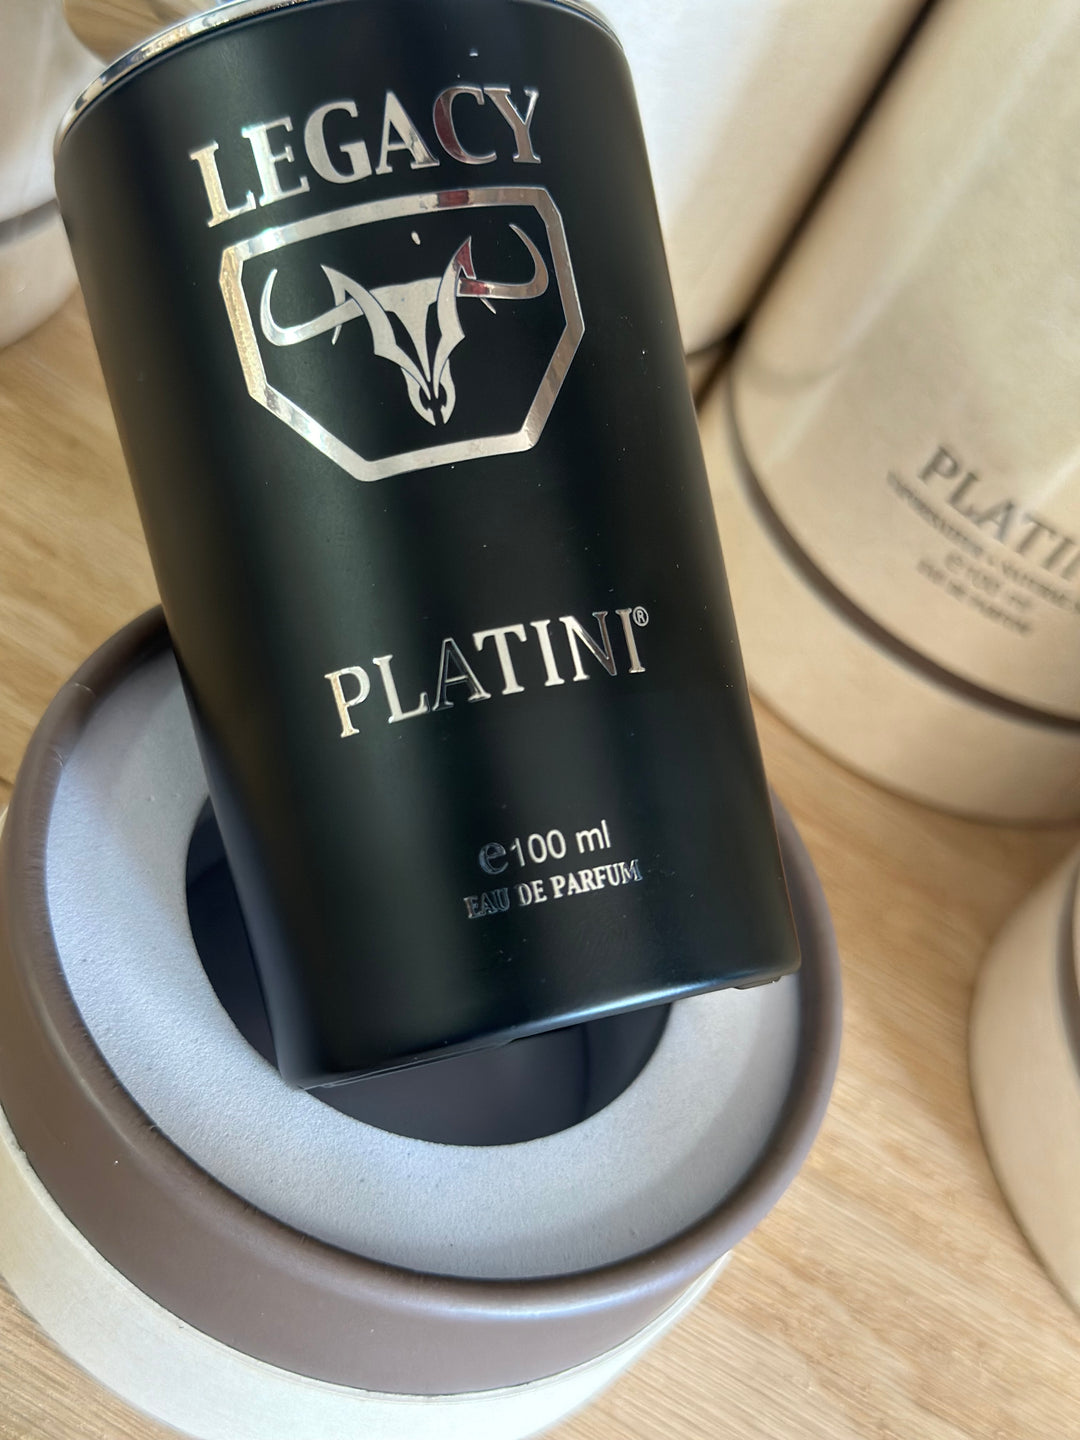 LEGACY
PLATINI®
e100 ml
EAU DE PARFUM
PLATI